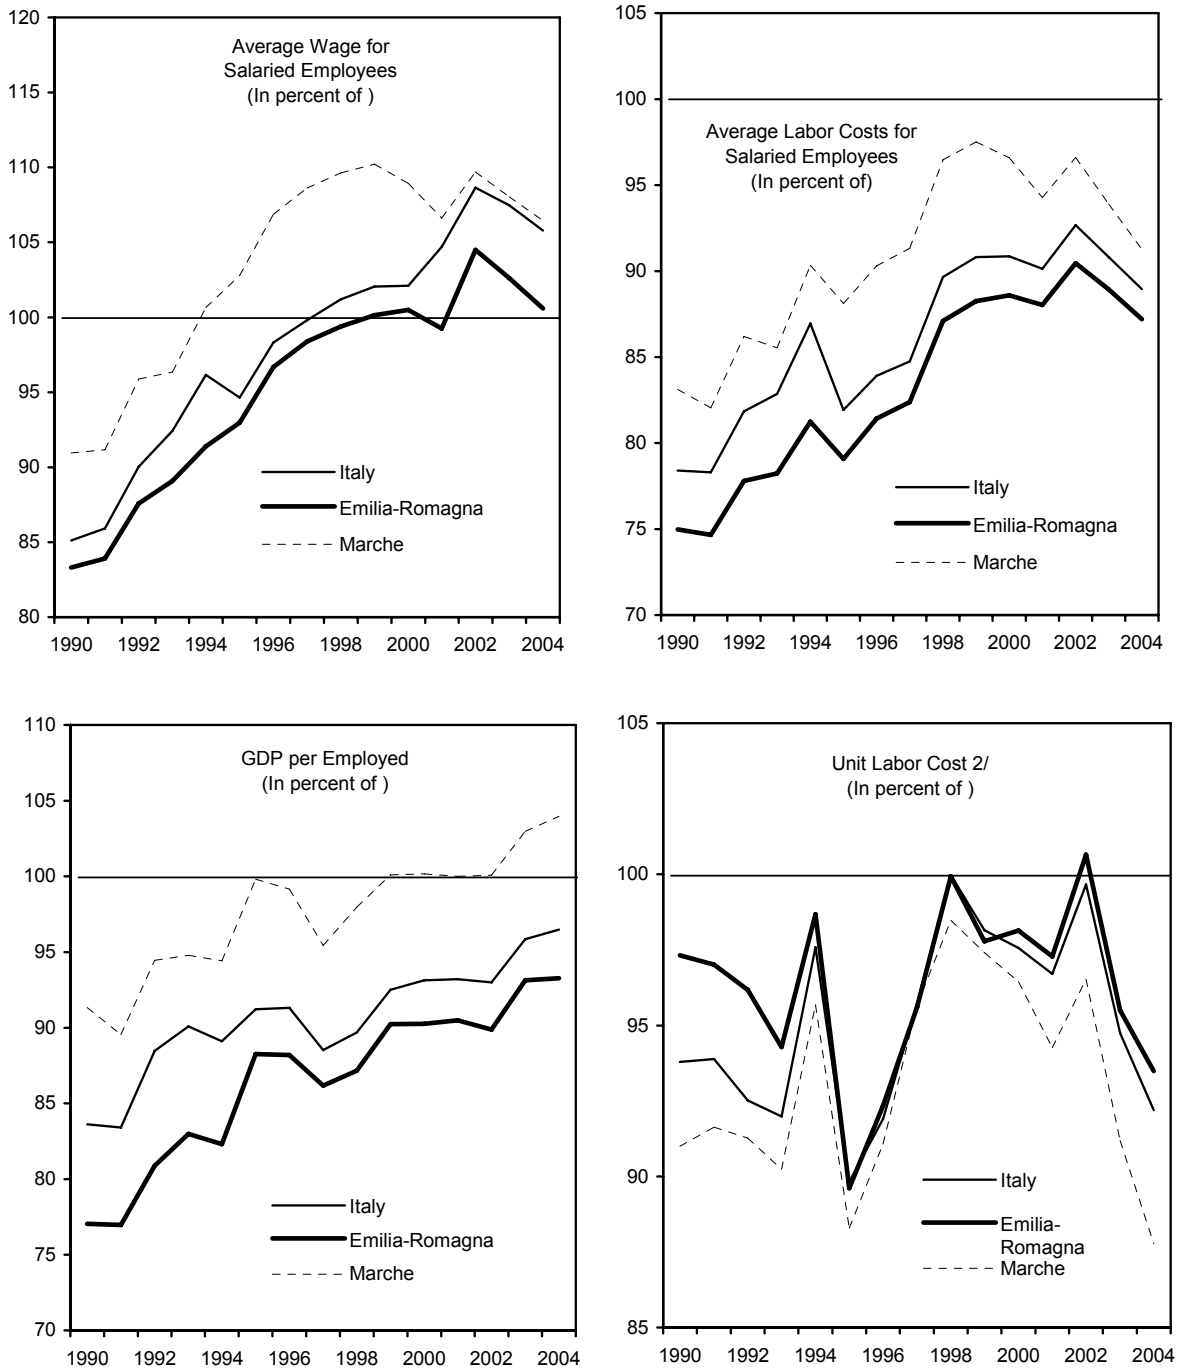 Average Wage for
Salaried Employees
(In percent of )
120
115
110
105
100
95
90
85
80
Italy
Emilia-Romagna
Marche
1990 1992 1994 1996 1998 2000 2002 2004
Average Labor Costs for
Salaried Employees
(In percent of)
105
100
95
90
85
80
75
70
Italy
Emilia-Romagna
Marche
1990 1992 1994 1996 1998 2000 2002 2004
GDP per Employed
(In percent of )
110
105
100
95
90
85
80
75
70
Italy
Emilia-Romagna
Marche
1990 1992 1994 1996 1998 2000 2002 2004
Unit Labor Cost 2/
(In percent of )
105
100
95
90
85
Italy
Emilia-
Romagna
Marche
1990 1992 1994 1996 1998 2000 2002 2004